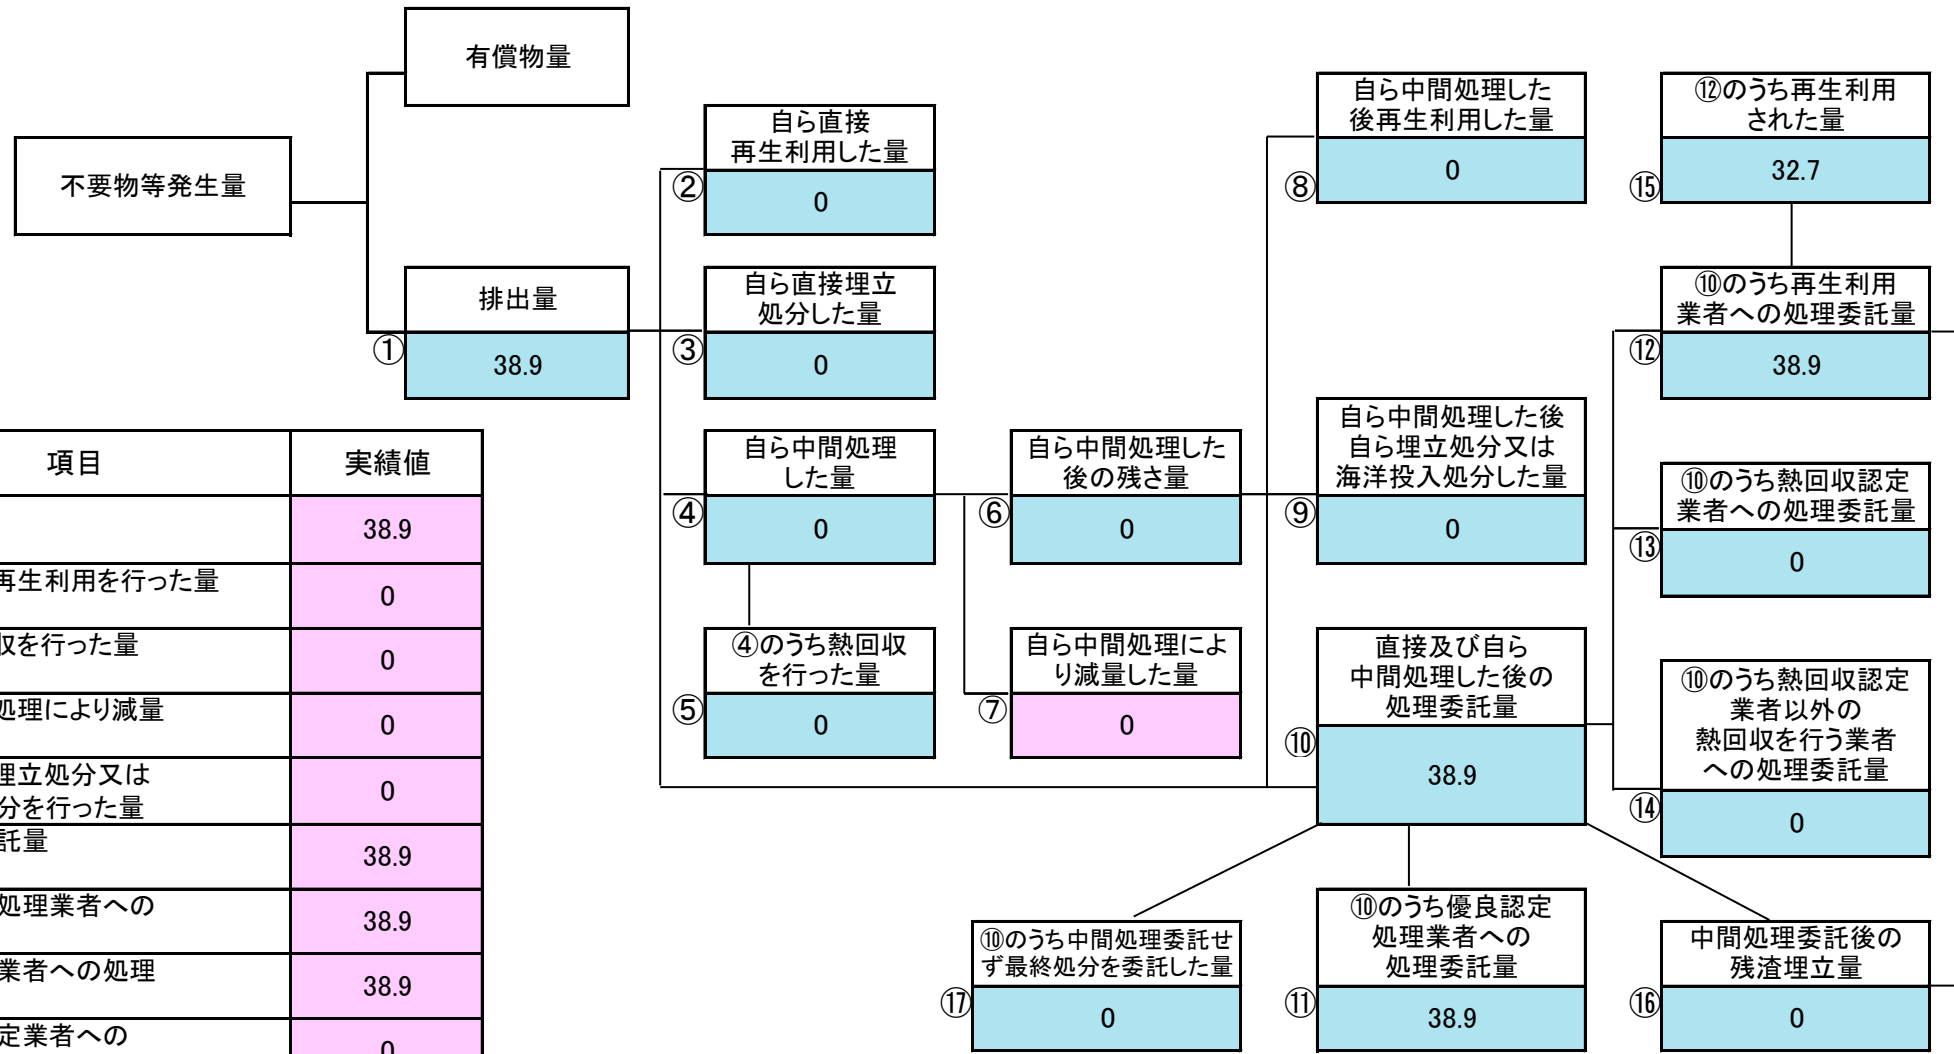 有償物量
不要物等発生量
排出量
①
38.9
自ら直接
再生利用した量
②
0
自ら直接埋立
処分した量
③
0
自ら中間処理
した量
④
0
④のうち熱回収
を行った量
⑤
0
自ら中間処理した
後の残さ量
⑥
0
自ら中間処理によ
り減量した量
⑦
0
自ら中間処理した
後再生利用した量
⑧
0
自ら中間処理した後
自ら埋立処分又は
海洋投入処分した量
⑨
0
直接及び自ら
中間処理した後の
処理委託量
⑩
38.9
⑫のうち再生利用
された量
⑮
32.7
⑩のうち再生利用
業者への処理委託量
⑫
38.9
⑩のうち熱回収認定
業者への処理委託量
⑬
0
⑩のうち熱回収認定
業者以外の
熱回収を行う業者
への処理委託量
⑭
0
⑩のうち中間処理委託せ
ず最終処分を委託した量
⑰
0
⑩のうち優良認定
処理業者への
処理委託量
⑪
38.9
中間処理委託後の
残渣埋立量
⑯
0
項目 実績値
38.9
再生利用を行った量 0
を行った量 0
処理により減量 0
埋立処分又は
分を行った量 0
託量 38.9
処理業者への 38.9
業者への処理 38.9
定業者への 0